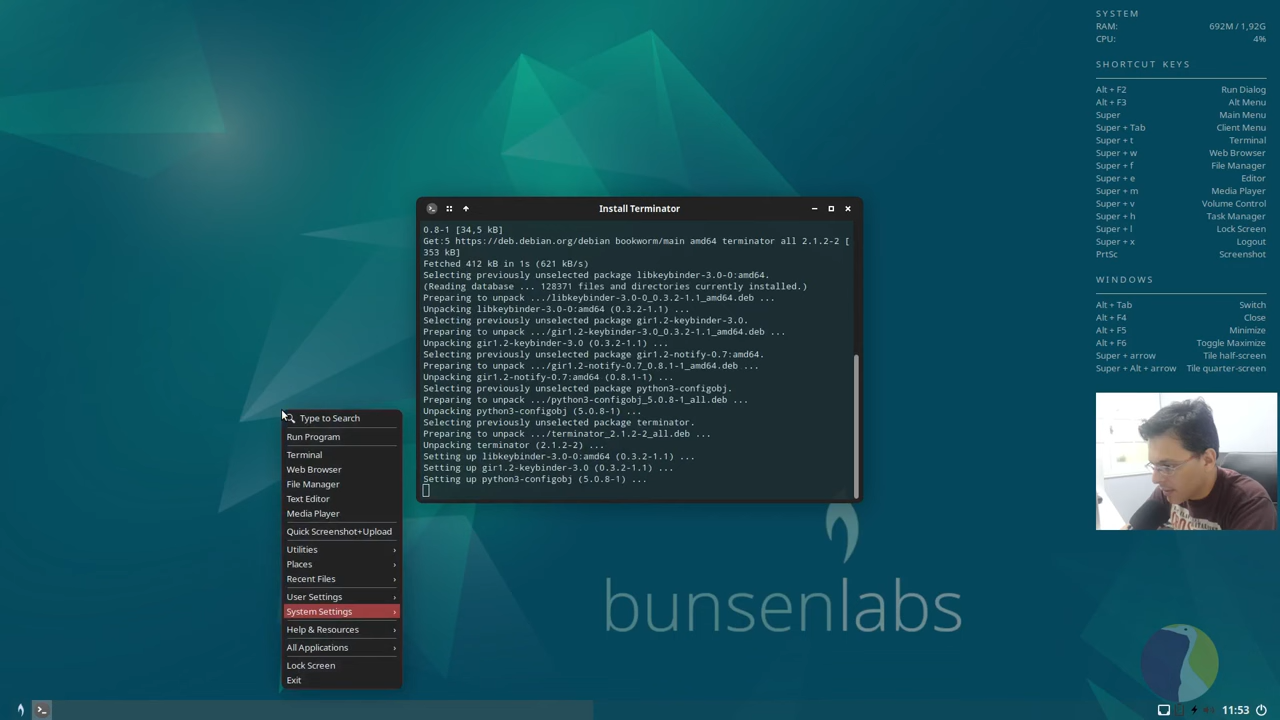 SYSTEM
RAM: 692M / 1,92G
CPU: 4%
SHORTCUT KEYS
Alt + F2 Run Dialog
Alt + F3 Alt Menu
Super Main Menu
Super + Tab Client Menu
Super + t Terminal
Super + w Web Browser
Super + f File Manager
Super + e Editor
Super + m Media Player
Super + v Volume Control
Super + h Task Manager
Super + l Lock Screen
Super + x Logout
PrtSc Screenshot
WINDOWS
Alt + Tab Switch
Alt + F4 Close
Alt + F5 Minimize
Alt + F6 Toggle Maximize
Super + arrow Tile half-screen
Super + Alt + arrow Tile quarter-screen
Install Terminator
0.8-1 [34,5 kB]
Get:5 https://deb.debian.org/debian bookworm/main amd64 terminator all 2.1.2-2 [
353 kB]
Fetched 412 kB in 1s (621 kB/s)
Selecting previously unselected package libkeybinder-3.0-0:amd64.
(Reading database ... 128371 files and directories currently installed.)
Preparing to unpack .../libkeybinder-3.0-0_0.3.2-1.1_amd64.deb ...
Unpacking libkeybinder-3.0-0:amd64 (0.3.2-1.1) ...
Selecting previously unselected package gir1.2-keybinder-3.0.
Preparing to unpack .../gir1.2-keybinder-3.0_0.3.2-1.1_amd64.deb ...
Unpacking gir1.2-keybinder-3.0 (0.3.2-1.1) ...
Selecting previously unselected package gir1.2-notify-0.7:amd64.
Preparing to unpack .../gir1.2-notify-0.7_0.8.1-1_amd64.deb ...
Unpacking gir1.2-notify-0.7:amd64 (0.8.1-1) ...
Selecting previously unselected package python3-configobj.
Preparing to unpack .../python3-configobj_5.0.8-1_all.deb ...
Unpacking python3-configobj (5.0.8-1) ...
Selecting previously unselected package terminator.
Preparing to unpack .../terminator_2.1.2-2_all.deb ...
Unpacking terminator (2.1.2-2) ...
Setting up libkeybinder-3.0-0:amd64 (0.3.2-1.1) ...
Setting up gir1.2-keybinder-3.0 (0.3.2-1.1) ...
Setting up python3-configobj (5.0.8-1) ...
Type to Search
Run Program
Terminal
Web Browser
File Manager
Text Editor
Media Player
Quick Screenshot+Upload
Utilities
Places
Recent Files
User Settings
System Settings
Help & Resources
All Applications
Lock Screen
Exit
bunsenlabs
11:53